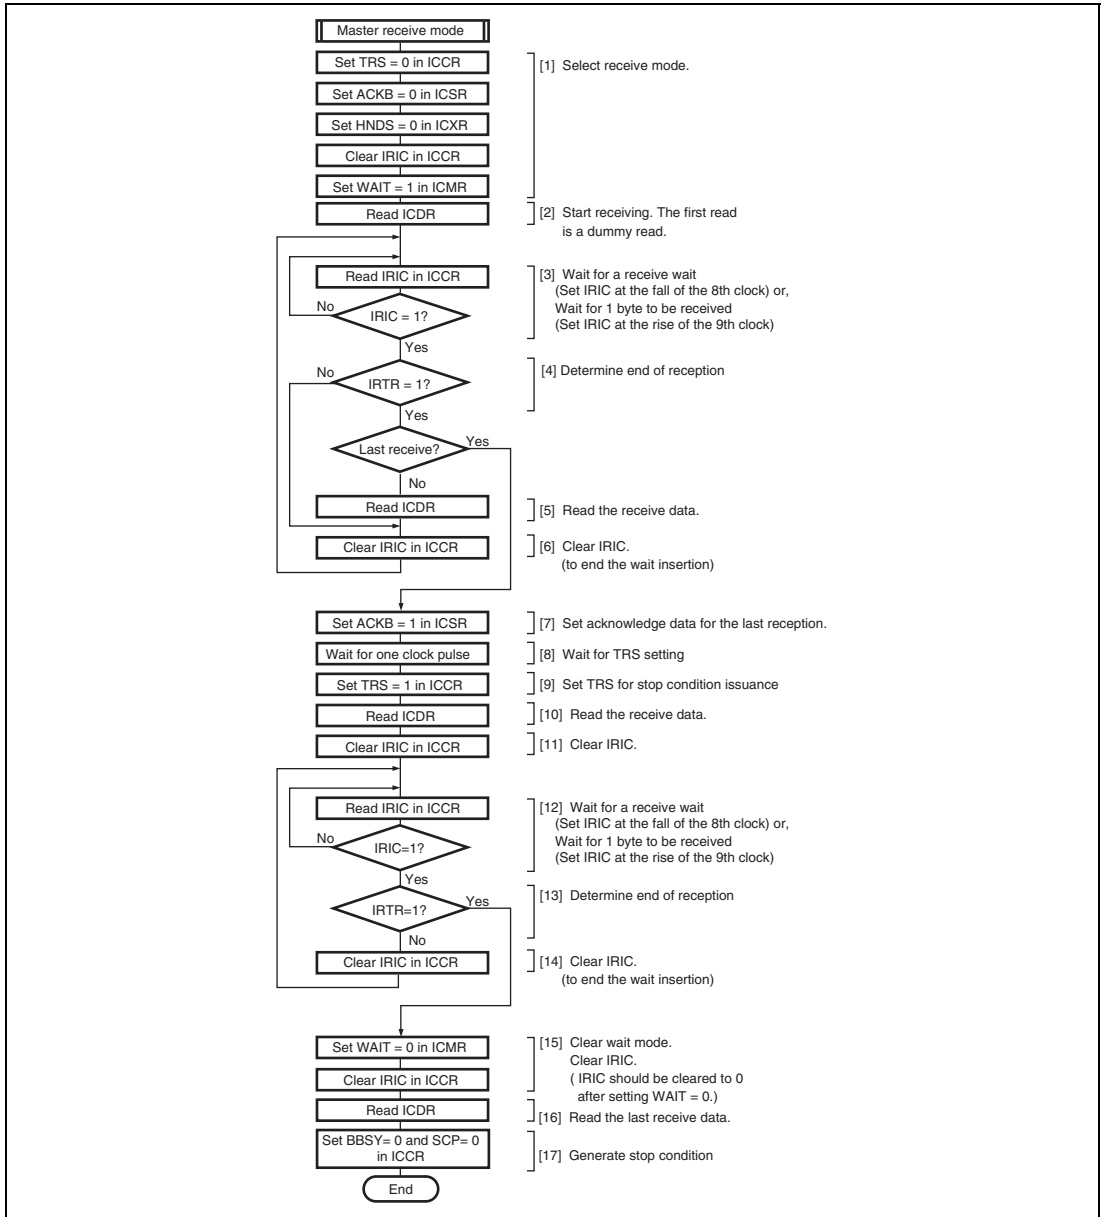 Master receive mode
Set TRS = 0 in ICCR
[1] Select receive mode.
Set ACKB = 0 in ICSR
Set HNDS = 0 in ICXR
Clear IRIC in ICCR
Set WAIT = 1 in ICMR
Read ICDR
[2] Start receiving. The first read
is a dummy read.
Read IRIC in ICCR
[3] Wait for a receive wait
(Set IRIC at the fall of the 8th clock) or,
Wait for 1 byte to be received
(Set IRIC at the rise of the 9th clock)
No
IRIC = 1?
Yes
No
IRTR = 1?
[4] Determine end of reception
Yes
Last receive?
Yes
No
Read ICDR
[5] Read the receive data.
Clear IRIC in ICCR
[6] Clear IRIC.
(to end the wait insertion)
Set ACKB = 1 in ICSR
[7] Set acknowledge data for the last reception.
Wait for one clock pulse
[8] Wait for TRS setting
Set TRS = 1 in ICCR
[9] Set TRS for stop condition issuance
Read ICDR
[10] Read the receive data.
Clear IRIC in ICCR
[11] Clear IRIC.
Read IRIC in ICCR
[12] Wait for a receive wait
(Set IRIC at the fall of the 8th clock) or,
Wait for 1 byte to be received
(Set IRIC at the rise of the 9th clock)
No
IRIC=1?
Yes
IRTR=1?
Yes
[13] Determine end of reception
No
Clear IRIC in ICCR
[14] Clear IRIC.
(to end the wait insertion)
Set WAIT = 0 in ICMR
[15] Clear wait mode.
Clear IRIC.
( IRIC should be cleared to 0
after setting WAIT = 0.)
Clear IRIC in ICCR
Read ICDR
[16] Read the last receive data.
Set BBSY= 0 and SCP= 0
in ICCR
[17] Generate stop condition
End